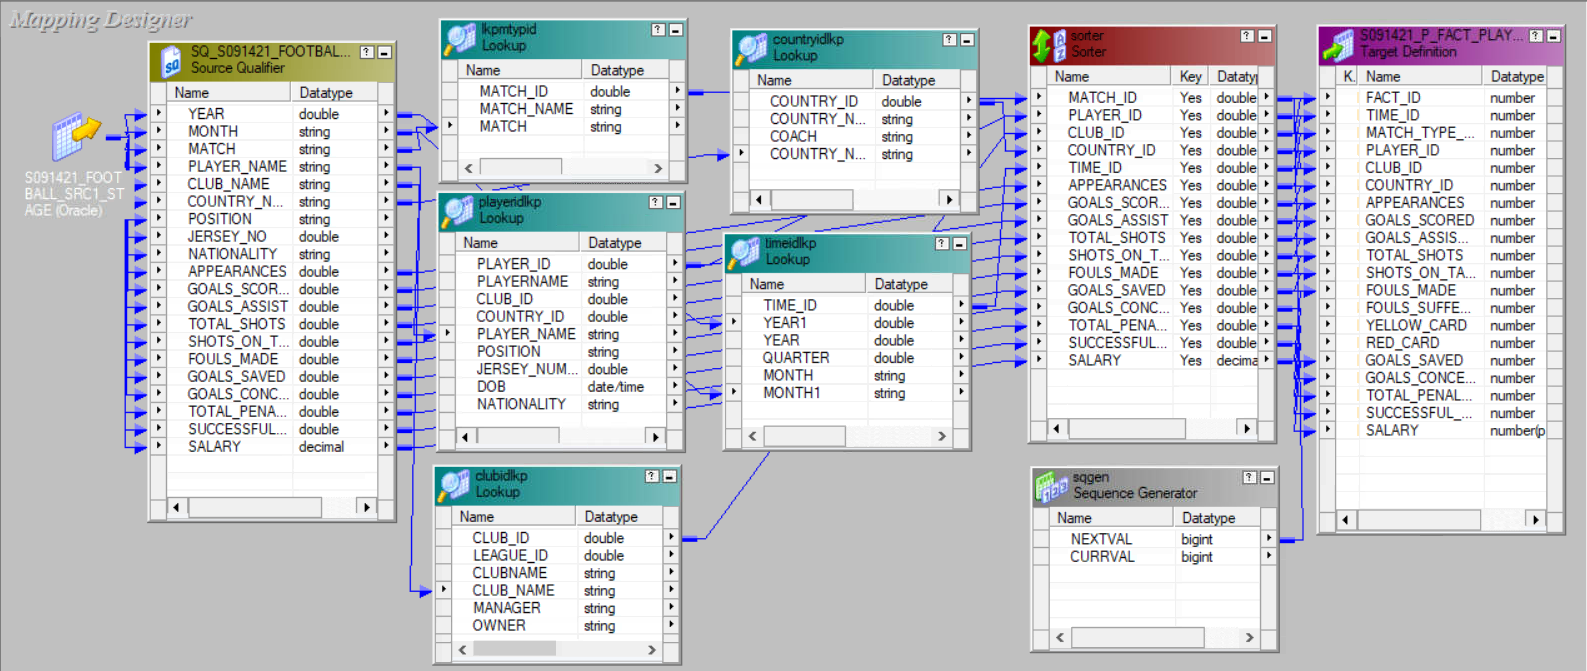 Mapping Designer
S091421_FOOT
BALL_SRC1_ST
AGE (Oracle)
SQ_S091421_FOOTBAL...
Source Qualifier
Name Datatype
YEAR double
MONTH string
MATCH string
PLAYER_NAME string
CLUB_NAME string
COUNTRY_N... string
POSITION string
JERSEY_NO double
NATIONALITY string
APPEARANCES double
GOALS_SCOR... double
GOALS_ASSIST double
TOTAL_SHOTS double
SHOTS_ON_T... double
FOULS_MADE double
GOALS_SAVED double
GOALS_CONC... double
TOTAL_PENA... double
SUCCESSFUL... double
SALARY decimal
lkpmtypid
Lookup
Name Datatype
MATCH_ID double
MATCH_NAME string
MATCH string
playeridlkp
Lookup
Name Datatype
PLAYER_ID double
PLAYERNAME string
CLUB_ID double
COUNTRY_ID double
PLAYER_NAME string
POSITION string
JERSEY_NUM... double
DOB date/time
NATIONALITY string
clubidlkp
Lookup
Name Datatype
CLUB_ID double
LEAGUE_ID double
CLUBNAME string
CLUB_NAME string
MANAGER string
OWNER string
countryidlkp
Lookup
Name Datatype
COUNTRY_ID double
COUNTRY_N... string
COACH string
COUNTRY_N... string
timeidlkp
Lookup
Name Datatype
TIME_ID double
YEAR1 double
YEAR double
QUARTER double
MONTH string
MONTH1 string
sorter
Sorter
Name Key Datatyp
MATCH_ID Yes double
PLAYER_ID Yes double
CLUB_ID Yes double
COUNTRY_ID Yes double
TIME_ID Yes double
APPEARANCES Yes double
GOALS_SCOR... Yes double
GOALS_ASSIST Yes double
TOTAL_SHOTS Yes double
SHOTS_ON_T... Yes double
FOULS_MADE Yes double
GOALS_SAVED Yes double
GOALS_CONC... Yes double
TOTAL_PENA... Yes double
SUCCESSFUL... Yes double
SALARY Yes decima
sqgen
Sequence Generator
Name Datatype
NEXTVAL bigint
CURRVAL bigint
S091421_P_FACT_PLAY...
Target Definition
K. Name Datatype
FACT_ID number
TIME_ID number
MATCH_TYPE_... number
PLAYER_ID number
CLUB_ID number
COUNTRY_ID number
APPEARANCES number
GOALS_SCORED number
GOALS_ASSIS... number
TOTAL_SHOTS number
SHOTS_ON_TA... number
FOULS_MADE number
FOULS_SUFFE... number
YELLOW_CARD number
RED_CARD number
GOALS_SAVED number
GOALS_CONCE... number
TOTAL_PENAL... number
SUCCESSFUL_... number
SALARY number(p